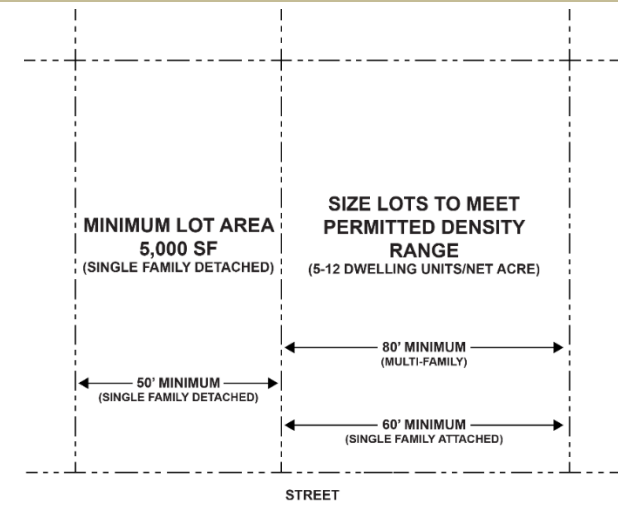 MINIMUM LOT AREA
5,000 SF
(SINGLE FAMILY DETACHED)
SIZE LOTS TO MEET
PERMITTED DENSITY
RANGE
(5-12 DWELLING UNITS/NET ACRE)
80' MINIMUM
(MULTI-FAMILY)
50' MINIMUM
(SINGLE FAMILY DETACHED)
60' MINIMUM
(SINGLE FAMILY ATTACHED)
STREET